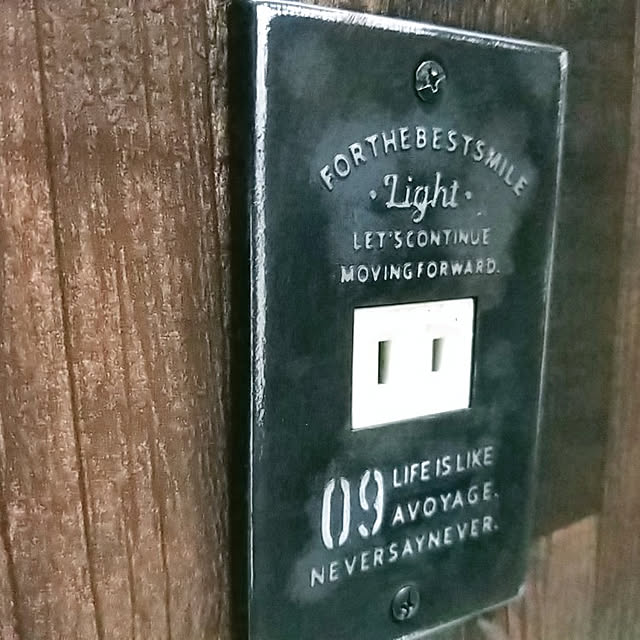 FORTHEBESTSMILE
·Light·
LET'SCONTINUE
MOVINGFORWARD.
09 LIFE IS LIKE
AVOYAGE.
NEVERSAYNEVER.